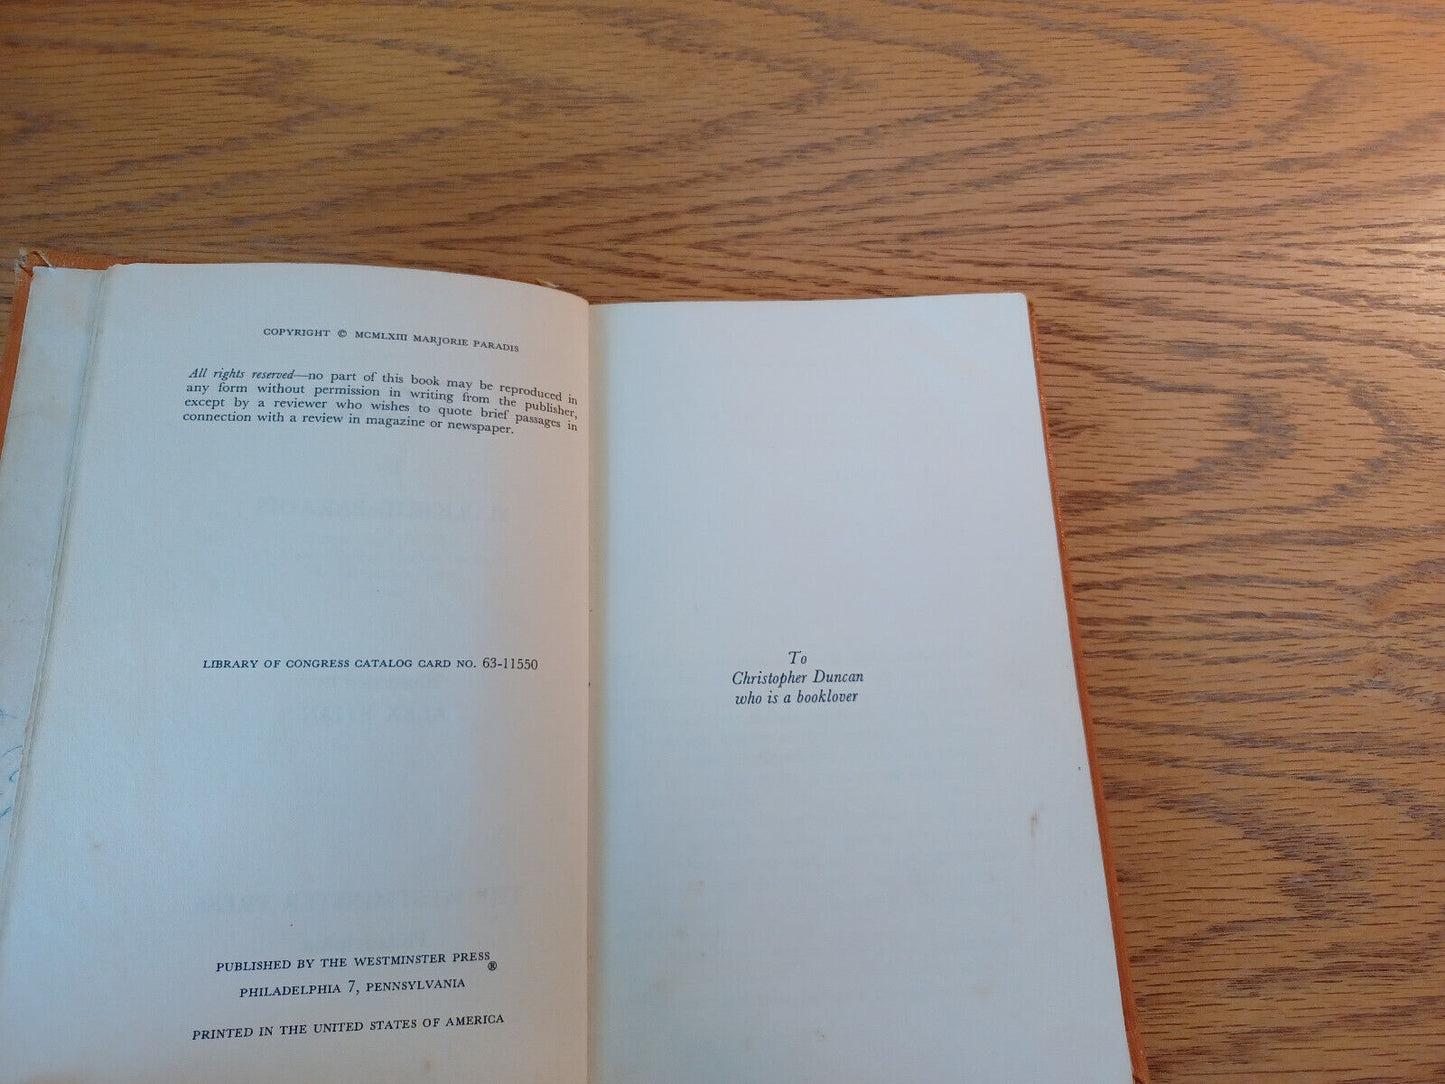 COPYRIGHT © MCMLXIII MARJORIE PARADIS
All rights reserved—no part of this book may be reproduced in
any form without permission in writing from the publisher,
except by a reviewer who wishes to quote brief passages in
connection with a review in magazine or newspaper.
LIBRARY OF CONGRESS CATALOG CARD NO. 63-11550
PUBLISHED BY THE WESTMINSTER PRESS®
PHILADELPHIA 7, PENNSYLVANIA
PRINTED IN THE UNITED STATES OF AMERICA
To
Christopher Duncan
who is a booklover